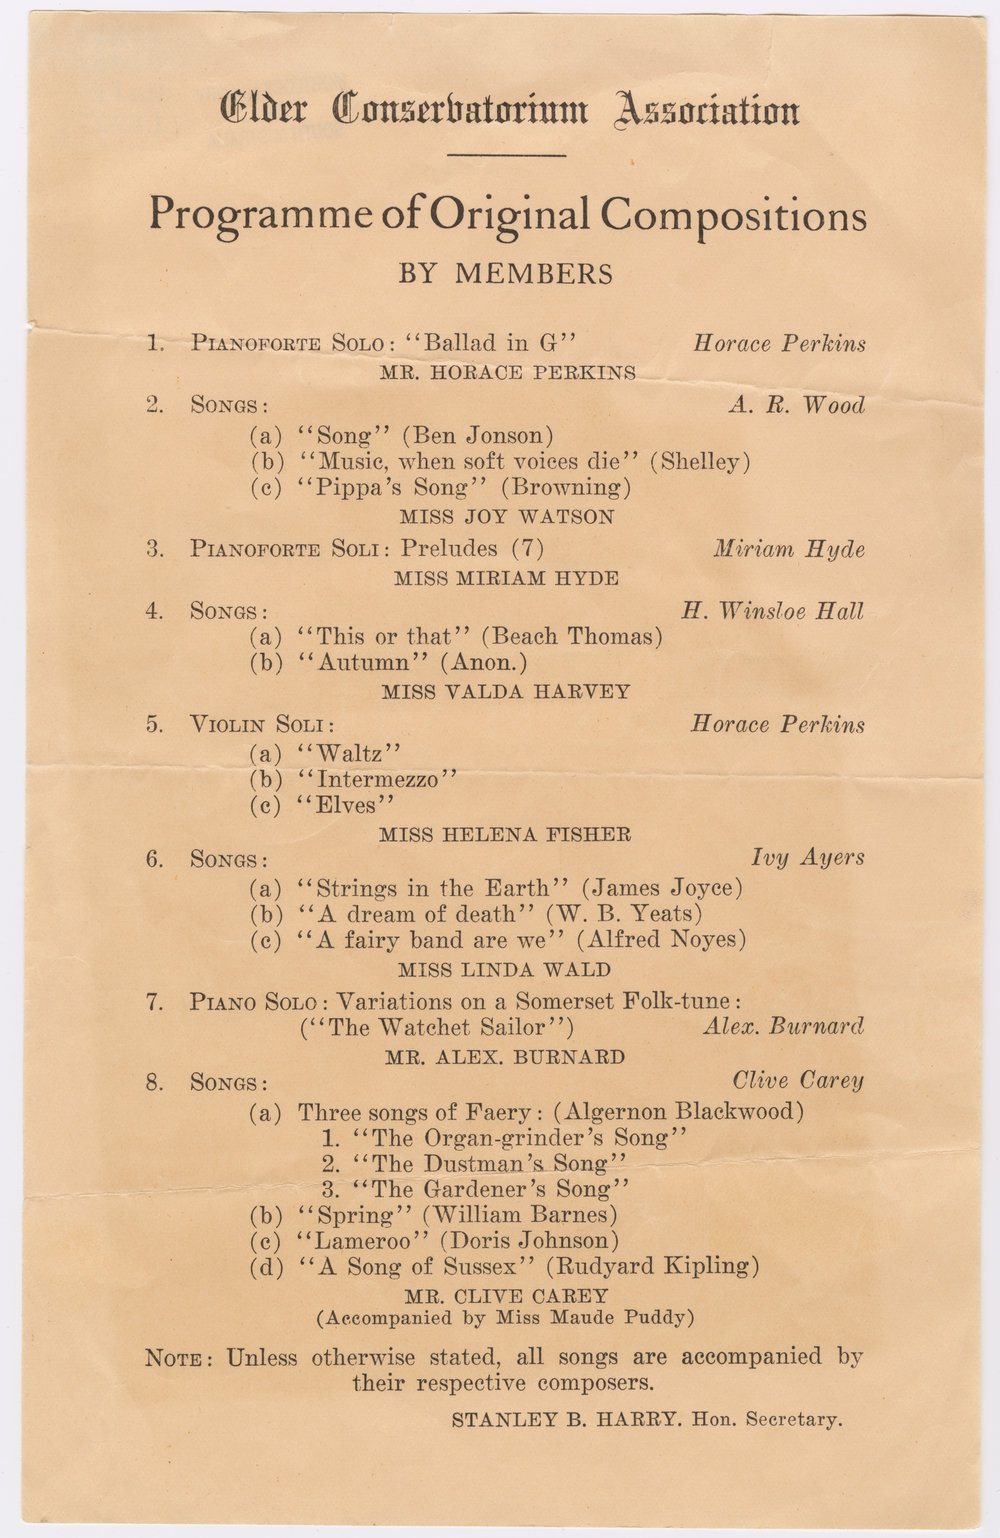 Elder Conservatorium Association
Programme of Original Compositions
BY MEMBERS
1. PIANOFORTE SOLO: "Ballad in G" Horace Perkins
MR. HORACE PERKINS
2. SONGS: A. R. Wood
(a) "Song" (Ben Jonson)
(b) "Music, when soft voices die" (Shelley)
(c) "Pippa's Song" (Browning)
MISS JOY WATSON
3. PIANOFORTE SOLI: Preludes (7) Miriam Hyde
MISS MIRIAM HYDE
4. SONGS: H. Winsloe Hall
(a) "This or that" (Beach Thomas)
(b) "Autumn" (Anon.)
MISS VALDA HARVEY
5. VIOLIN SOLI: Horace Perkins
(a) "Waltz"
(b) "Intermezzo"
(c) "Elves"
MISS HELENA FISHER
6. SONGS: Ivy Ayers
(a) "Strings in the Earth" (James Joyce)
(b) "A dream of death" (W. B. Yeats)
(c) "A fairy band are we" (Alfred Noyes)
MISS LINDA WALD
7. PIANO SOLO: Variations on a Somerset Folk-tune:
("The Watchet Sailor") Alex. Burnard
MR. ALEX. BURNARD
8. SONGS: Clive Carey
(a) Three songs of Faery: (Algernon Blackwood)
1. "The Organ-grinder's Song"
2. "The Dustman's Song"
3. "The Gardener's Song"
(b) "Spring" (William Barnes)
(c) "Lameroo" (Doris Johnson)
(d) "A Song of Sussex" (Rudyard Kipling)
MR. CLIVE CAREY
(Accompanied by Miss Maude Puddy)
NOTE: Unless otherwise stated, all songs are accompanied by
their respective composers.
STANLEY B. HARRY. Hon. Secretary.